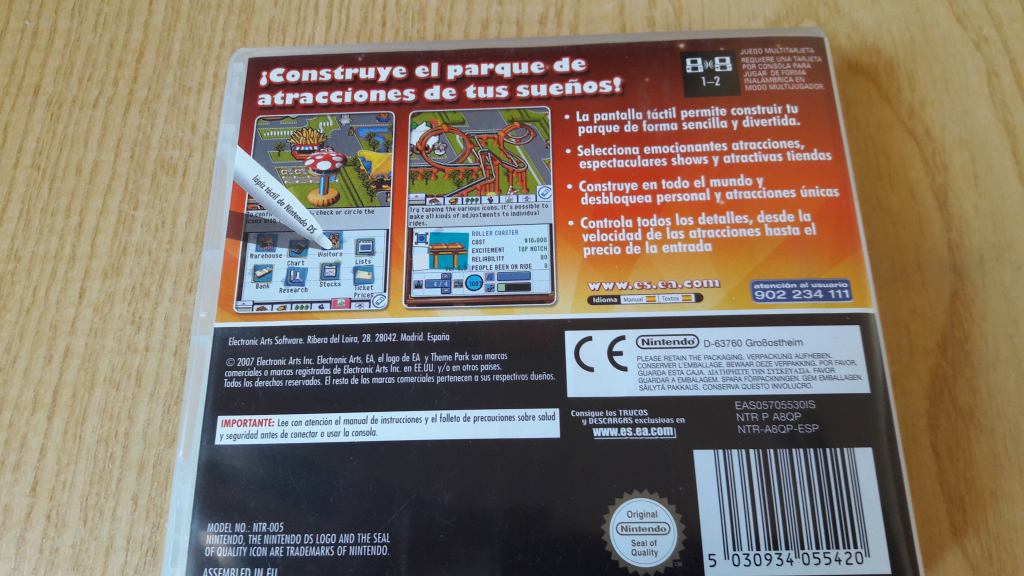 ¡Construye el parque de
atracciones de tus sueños!
1-2
JUEGO MULTITARJETA
REQUIERE UNA TARJETA
POR CONSOLA PARA
JUGAR DE FORMA
INALÁMBRICA EN
MODO MULTIJUGADOR
lápiz táctil de Nintendo DS
check or circle the
Warehouse
Chart
Visitors
Lists
Bank
Research
Stocks
Ticket
Prices
Try tapping the various icons. It's possible to
make all kinds of adjustments to individual
rides.
ROLLER COASTER
COST $10,000
EXCITEMENT TOP NOTCH
RELIABILITY 80
PEOPLE BEEN ON RIDE 0
4/4
100%
• La pantalla táctil permite construir tu
parque de forma sencilla y divertida.
• Selecciona emocionantes atracciones,
espectaculares shows y atractivas tiendas
• Construye en todo el mundo y
desbloquea personal y atracciones únicas
• Controla todos los detalles, desde la
velocidad de las atracciones hasta el
precio de la entrada
www.es.ea.com
Idioma Manual Textos
atención al usuario
902 234 111
Electronic Arts Software. Ribera del Loira, 28. 28042. Madrid. España
© 2007 Electronic Arts Inc. Electronic Arts, EA, el logo de EA y Theme Park son marcas
comerciales o marcas registradas de Electronic Arts Inc. en EE.UU. y/o en otros países.
Todos los derechos reservados. El resto de las marcas comerciales pertenecen a sus respectivos dueños.
IMPORTANTE: Lee con atención el manual de instrucciones y el folleto de precauciones sobre salud
y seguridad antes de conectar o usar la consola.
CE
Nintendo D-63760 Großostheim
PLEASE RETAIN THE PACKAGING. VERPACKUNG AUFHEBEN.
CONSERVER L'EMBALLAGE. BEWAAR DEZE VERPAKKING. POR FAVOR,
GUARDA ESTA CAJA. ΔΙΑΤΗΡΗΣΤΕ ΤΗΝ ΣΥΣΚΕΥΑΣΙΑ. FAVOR
GUARDAR A EMBALAGEM. SPARA FÖRPACKNINGEN. GEM EMBALLAGEN.
SÄILYTÄ PAKKAUS. CONSERVA QUESTO INVOLUCRO.
Consigue los TRUCOS
y DESCARGAS exclusivos en
www.es.ea.com
EAS05705530IS
NTR P A8QP
NTR-A8QP-ESP
Original
Nintendo
Seal of
Quality
TM
5 030934 055420
MODEL NO.: NTR-005
NINTENDO, THE NINTENDO DS LOGO AND THE SEAL
OF QUALITY ICON ARE TRADEMARKS OF NINTENDO.
ASSEMBLED IN EU